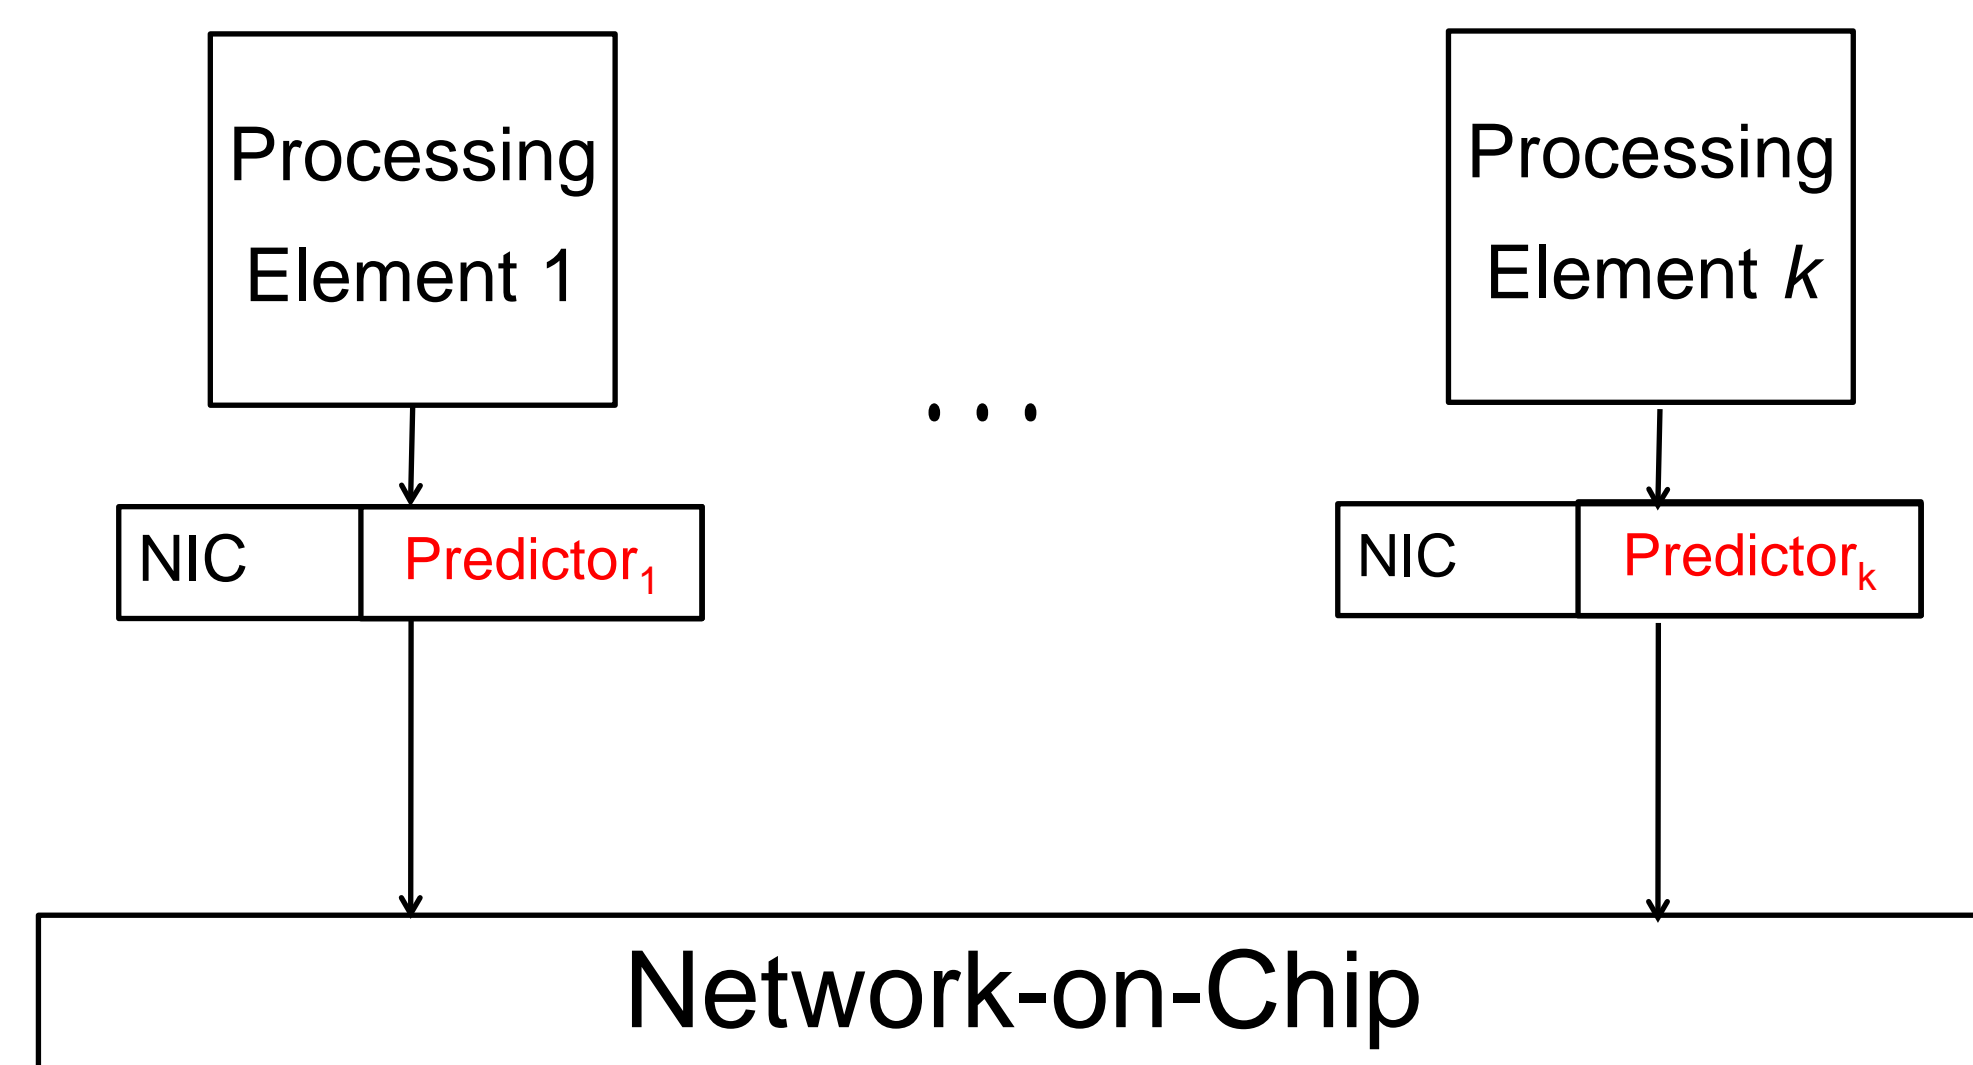 Processing
Element 1
Processing
Element k
. . .
NIC
Predictor1
NIC
Predictork
Network-on-Chip